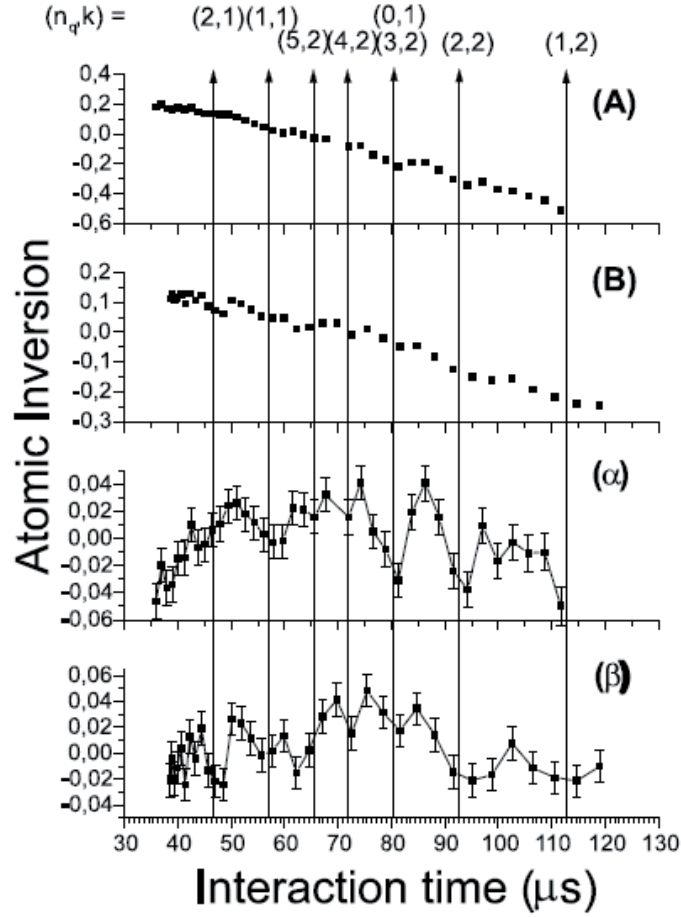 (nq,k) = (2,1) (1,1) (0,1)
(5,2) (4,2) (3,2) (2,2) (1,2)
(A)
0,4
0,2
0,0
-0,2
-0,4
-0,6
(B)
0,2
0,1
0,0
-0,1
-0,2
-0,3
Atomic Inversion
(α)
0,04
0,02
0,00
-0,02
-0,04
-0,06
(β)
0,06
0,04
0,02
0,00
-0,02
-0,04
30 40 50 60 70 80 90 100 110 120 130
Interaction time (μs)